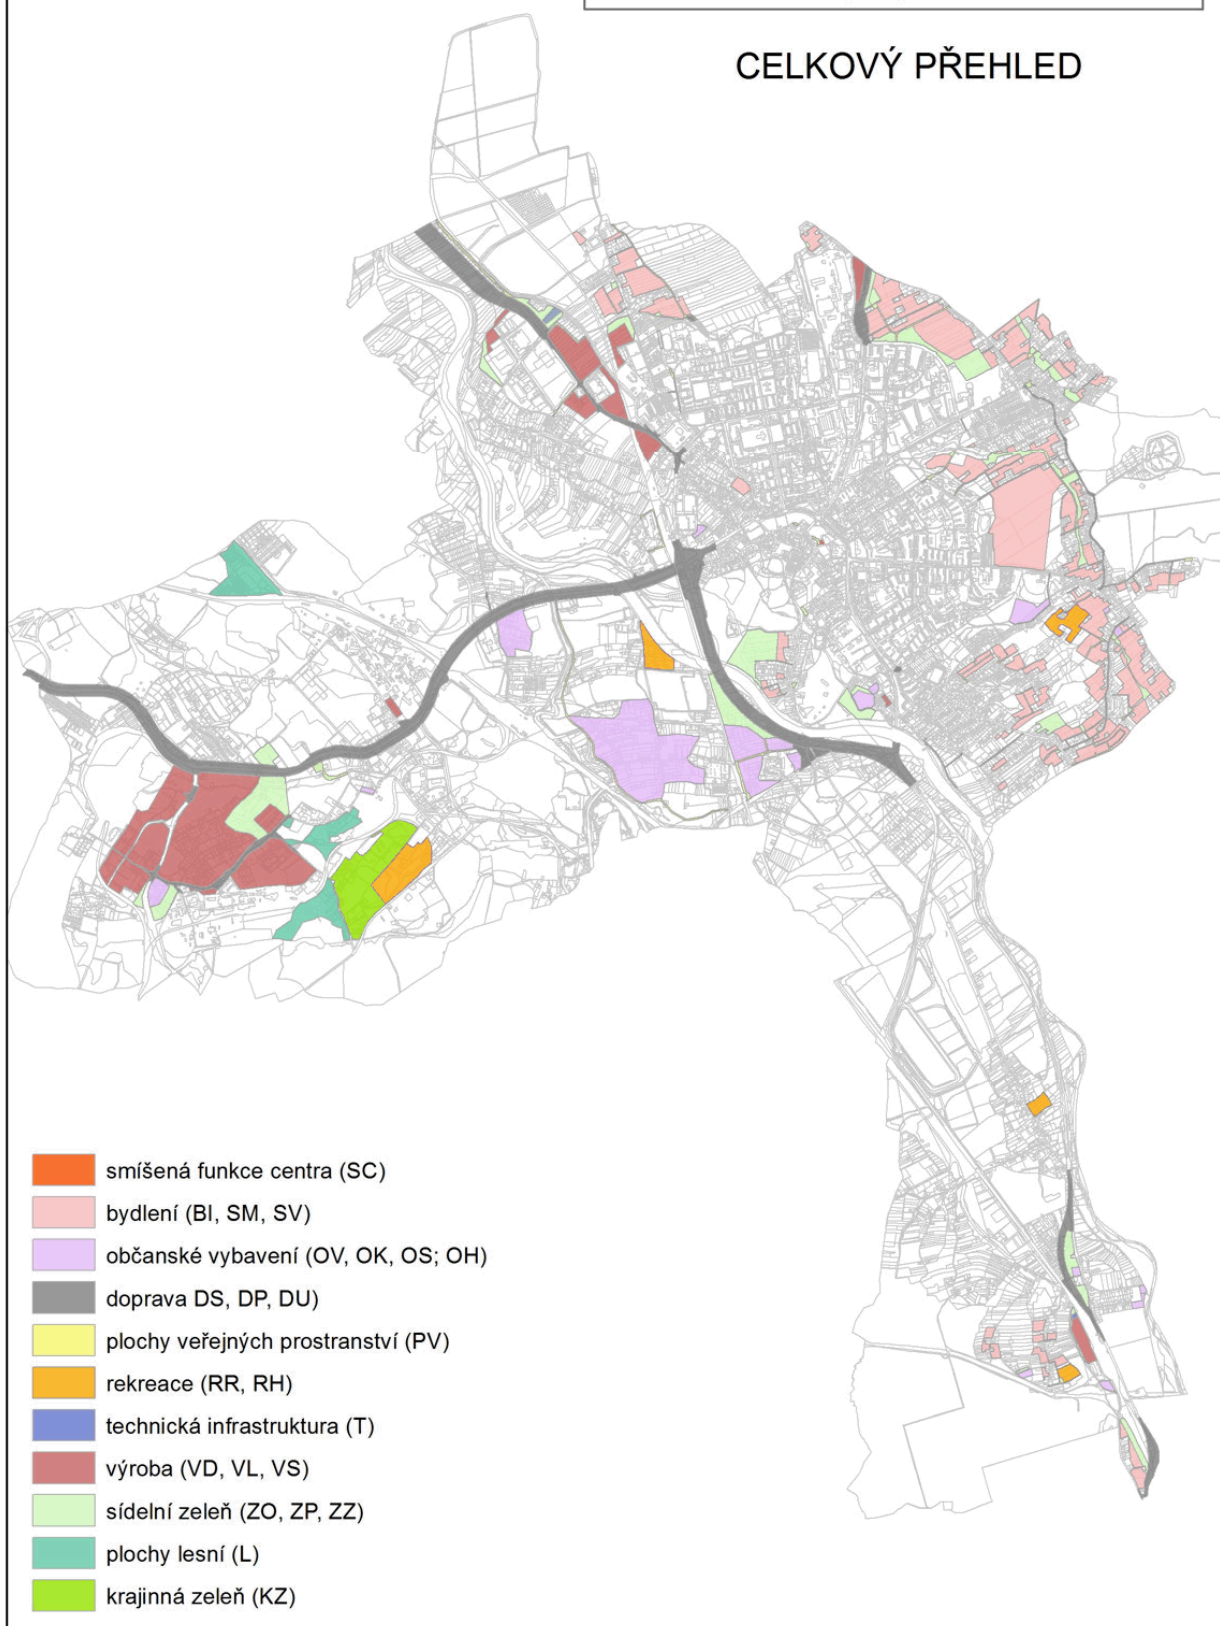 CELKOVÝ PŘEHLED
smíšená funkce centra (SC)
bydlení (BI, SM, SV)
občanské vybavení (OV, OK, OS; OH)
doprava DS, DP, DU)
plochy veřejných prostranství (PV)
rekreace (RR, RH)
technická infrastruktura (T)
výroba (VD, VL, VS)
sídelní zeleň (ZO, ZP, ZZ)
plochy lesní (L)
krajinná zeleň (KZ)